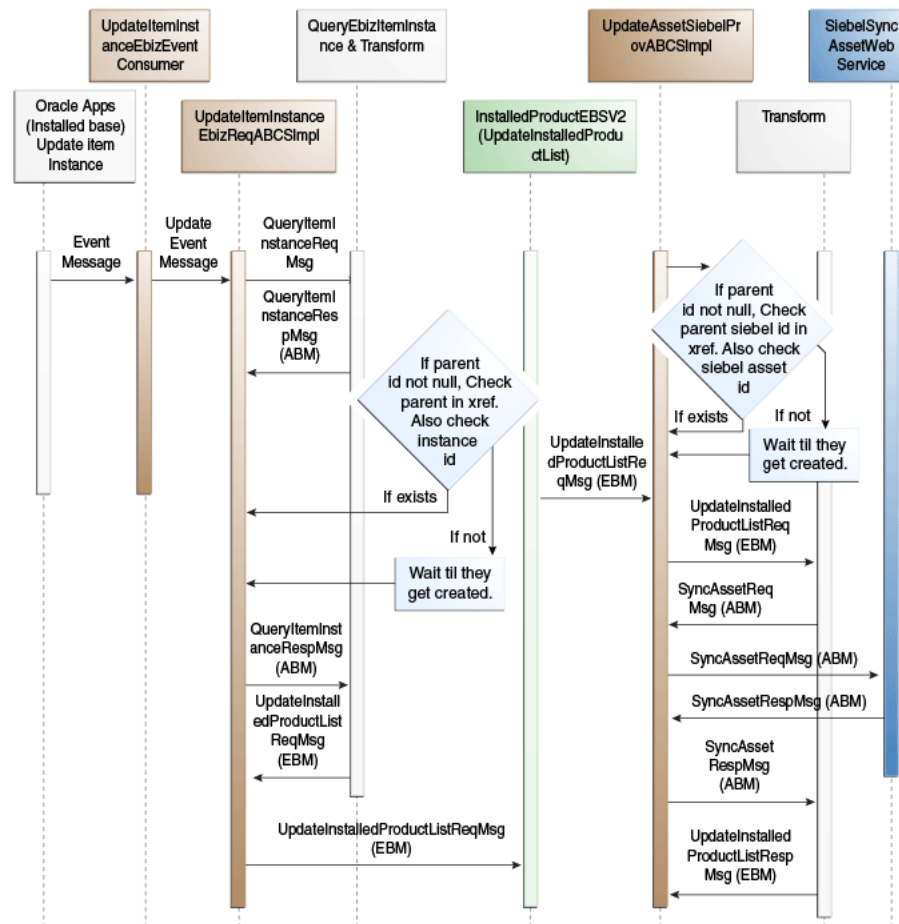 UpdateItemInst
anceEbizEvent
Consumer
QueryEbizItemInsta
nce & Transform
UpdateAssetSiebelPr
ovABCSImpl
SiebelSync
AssetWeb
Service
Oracle Apps
(Installed base)
Update item
Instance
UpdateItemInstance
EbizReqABCSImpl
InstalledProductEBSV2
(UpdateInstalledProdu
ctList)
Transform
Event
Message
Update
Event
Message
QueryItemI
nstanceReq
Msg
QueryItemI
nstanceRes
pMsg
(ABM)
If parent
id not null, Check
parent in xref.
Also check
instance
id
If exists
If not
Wait til they
get created.
QueryItemInst
anceRespMsg
(ABM)
UpdateInstall
edProductList
ReqMsg
(EBM)
UpdateInstalledProductListReqMsg
(EBM)
UpdateInstalle
dProductListRe
qMsg (EBM)
If parent
id not null, Check
parent siebel id in
xref. Also check
siebel asset
id
If exists
If not
Wait til they
get created.
UpdateInstalled
ProductListReq
Msg (EBM)
SyncAssetReq
Msg (ABM)
SyncAssetReqMsg (ABM)
SyncAssetRespMsg (ABM)
SyncAsset
RespMsg
(ABM)
UpdateInstalled
ProductListResp
Msg (EBM)